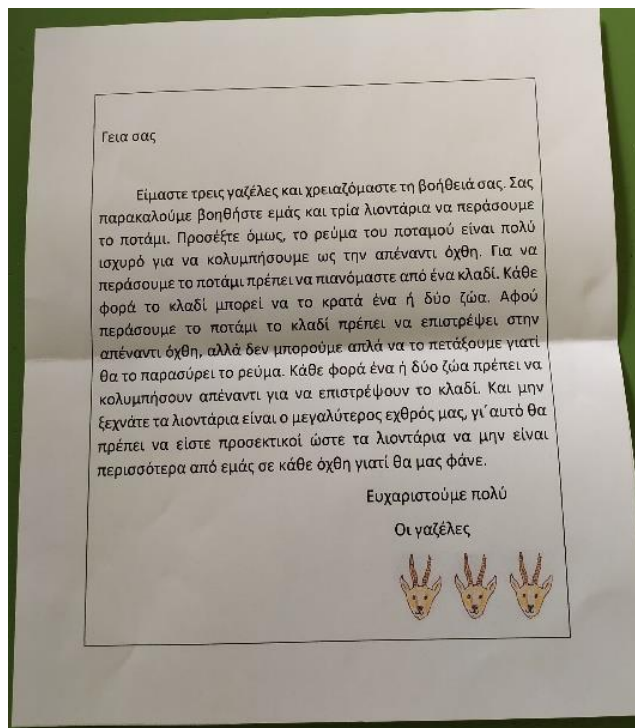 Γεια σας
Είμαστε τρεις γαζέλες και χρειαζόμαστε τη βοήθειά σας. Σας
παρακαλούμε βοηθήστε εμάς και τρία λιοντάρια να περάσουμε
το ποτάμι. Προσέξτε όμως, το ρεύμα του ποταμού είναι πολύ
ισχυρό για να κολυμπήσουμε ως την απέναντι όχθη. Για να
περάσουμε το ποτάμι πρέπει να πιανόμαστε από ένα κλαδί. Κάθε
φορά το κλαδί μπορεί να το κρατά ένα ή δύο ζώα. Αφού
περάσουμε το ποτάμι το κλαδί πρέπει να επιστρέψει στην
απέναντι όχθη, αλλά δεν μπορούμε απλά να το πετάξουμε γιατί
θα το παρασύρει το ρεύμα. Κάθε φορά ένα ή δύο ζώα πρέπει να
κολυμπήσουν απέναντι για να επιστρέψουν το κλαδί. Και μην
ξεχνάτε τα λιοντάρια είναι ο μεγαλύτερος εχθρός μας, γι΄αυτό θα
πρέπει να είστε προσεκτικοί ώστε τα λιοντάρια να μην είναι
περισσότερα από εμάς σε κάθε όχθη γιατί θα μας φάνε.
Ευχαριστούμε πολύ
Οι γαζέλες